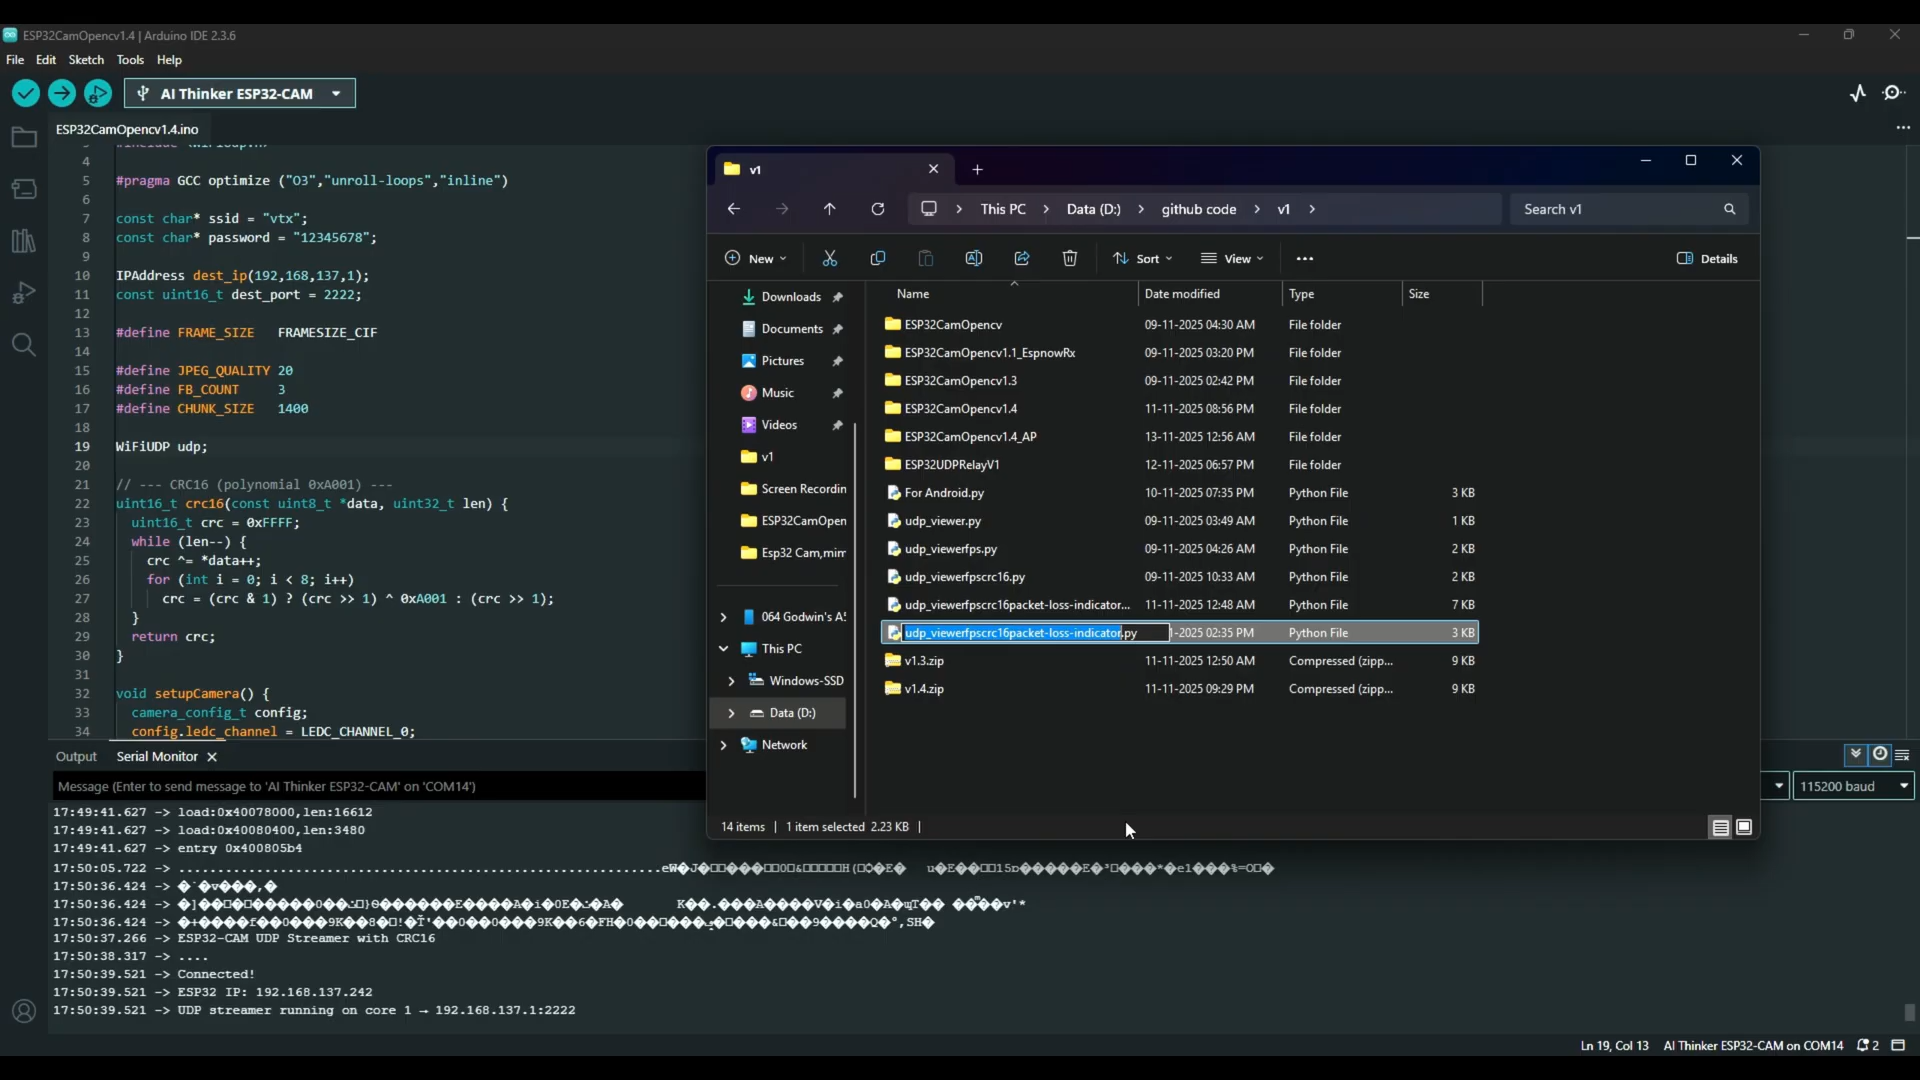 ESP32CamOpencv1.4 | Arduino IDE 2.3.6
File Edit Sketch Tools Help
AI Thinker ESP32-CAM
ESP32CamOpencv1.4.ino
4
5 #pragma GCC optimize ("O3","unroll-loops","inline")
6
7 const char* ssid = "vtx";
8 const char* password = "12345678";
9
10 IPAddress dest_ip(192,168,137,1);
11 const uint16_t dest_port = 2222;
12
13 #define FRAME_SIZE FRAMESIZE_CIF
14
15 #define JPEG_QUALITY 20
16 #define FB_COUNT 3
17 #define CHUNK_SIZE 1400
18
19 WiFiUDP udp;
20
21 // --- CRC16 (polynomial 0xA001) ---
22 uint16_t crc16(const uint8_t *data, uint32_t len) {
23 uint16_t crc = 0xFFFF;
24 while (len--) {
25 crc ^= *data++;
26 for (int i = 0; i < 8; i++)
27 crc = (crc & 1) ? (crc >> 1) ^ 0xA001 : (crc >> 1);
28 }
29 return crc;
30 }
31
32 void setupCamera() {
33 camera_config_t config;
34 config.ledc_channel = LEDC_CHANNEL_0;
v1
This PC > Data (D:) > github code > v1 >
Search v1
New Sort View ... Details
Downloads
Documents
Pictures
Music
Videos
v1
Screen Recordin
ESP32CamOpen
Esp32 Cam,mim
064 Godwin's A
This PC
Windows-SSD
Data (D:)
Network
Name Date modified Type Size
ESP32CamOpencv 09-11-2025 04:30 AM File folder
ESP32CamOpencv1.1_EspnowRx 09-11-2025 03:20 PM File folder
ESP32CamOpencv1.3 09-11-2025 02:42 PM File folder
ESP32CamOpencv1.4 11-11-2025 08:56 PM File folder
ESP32CamOpencv1.4_AP 13-11-2025 12:56 AM File folder
ESP32UDPRelayV1 12-11-2025 06:57 PM File folder
For Android.py 10-11-2025 07:35 PM Python File 3 KB
udp_viewer.py 09-11-2025 03:49 AM Python File 1 KB
udp_viewerfps.py 09-11-2025 04:26 AM Python File 2 KB
udp_viewerfpscrc16.py 09-11-2025 10:33 AM Python File 2 KB
udp_viewerfpscrc16packet-loss-indicator... 11-11-2025 12:48 AM Python File 7 KB
udp_viewerfpscrc16packet-loss-indicator.py 1-2025 02:35 PM Python File 3 KB
v1.3.zip 11-11-2025 12:50 AM Compressed (zipp... 9 KB
v1.4.zip 11-11-2025 09:29 PM Compressed (zipp... 9 KB
14 items 1 item selected 2.23 KB
Output Serial Monitor
Message (Enter to send message to 'AI Thinker ESP32-CAM' on 'COM14')
115200 baud
17:49:41.627 -> load:0x40078000,len:16612
17:49:41.627 -> load:0x40080400,len:3480
17:49:41.627 -> entry 0x400805b4
17:50:05.722 ->
17:50:36.424 ->
17:50:36.424 ->
17:50:36.424 ->
17:50:37.266 -> ESP32-CAM UDP Streamer with CRC16
17:50:38.317 -> ....
17:50:39.521 -> Connected!
17:50:39.521 -> ESP32 IP: 192.168.137.242
17:50:39.521 -> UDP streamer running on core 1 → 192.168.137.1:2222
Ln 19, Col 13 AI Thinker ESP32-CAM on COM14 2